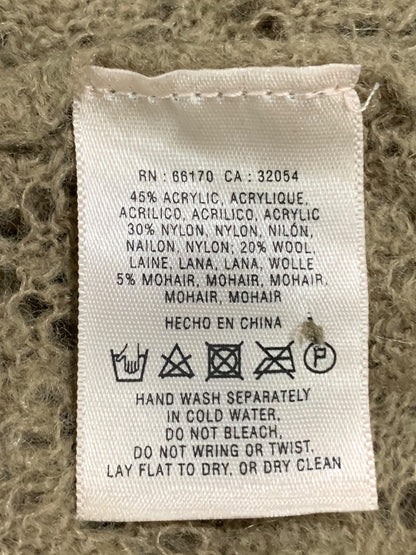 RN : 66170 CA : 32054
45% ACRYLIC, ACRYLIQUE,
ACRILICO, ACRILICO, ACRYLIC
30% NYLON, NYLON, NILÓN,
NAILON, NYLON; 20% WOOL,
LAINE, LANA, LANA, WOLLE
5% MOHAIR, MOHAIR, MOHAIR,
MOHAIR, MOHAIR
HECHO EN CHINA
P
HAND WASH SEPARATELY
IN COLD WATER,
DO NOT BLEACH,
DO NOT WRING OR TWIST,
LAY FLAT TO DRY, OR DRY CLEAN